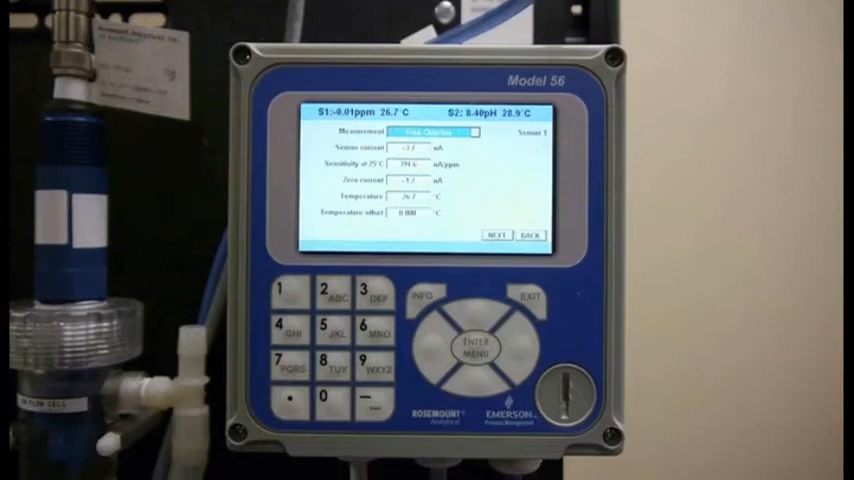 Model 56
S1:-0.01ppm 26.7°C S2: 8.40pH 28.9°C
Measurement Free Chlorine Sensor 1
Sensor current nA
Sensitivity at 25°C 394.6 nA/ppm
Zero current nA
Temperature 26.7 °C
Temperature offset 0.000 °C
NEXT BACK
1 2 ABC 3 DEF
4 GHI 5 JKL 6 MNO
7 PQRS 8 TUV 9 WXYZ
. 0 –
INFO EXIT
ENTER
MENU
ROSEMOUNT®
Analytical
EMERSON
Process Management
PH FLOW CELL